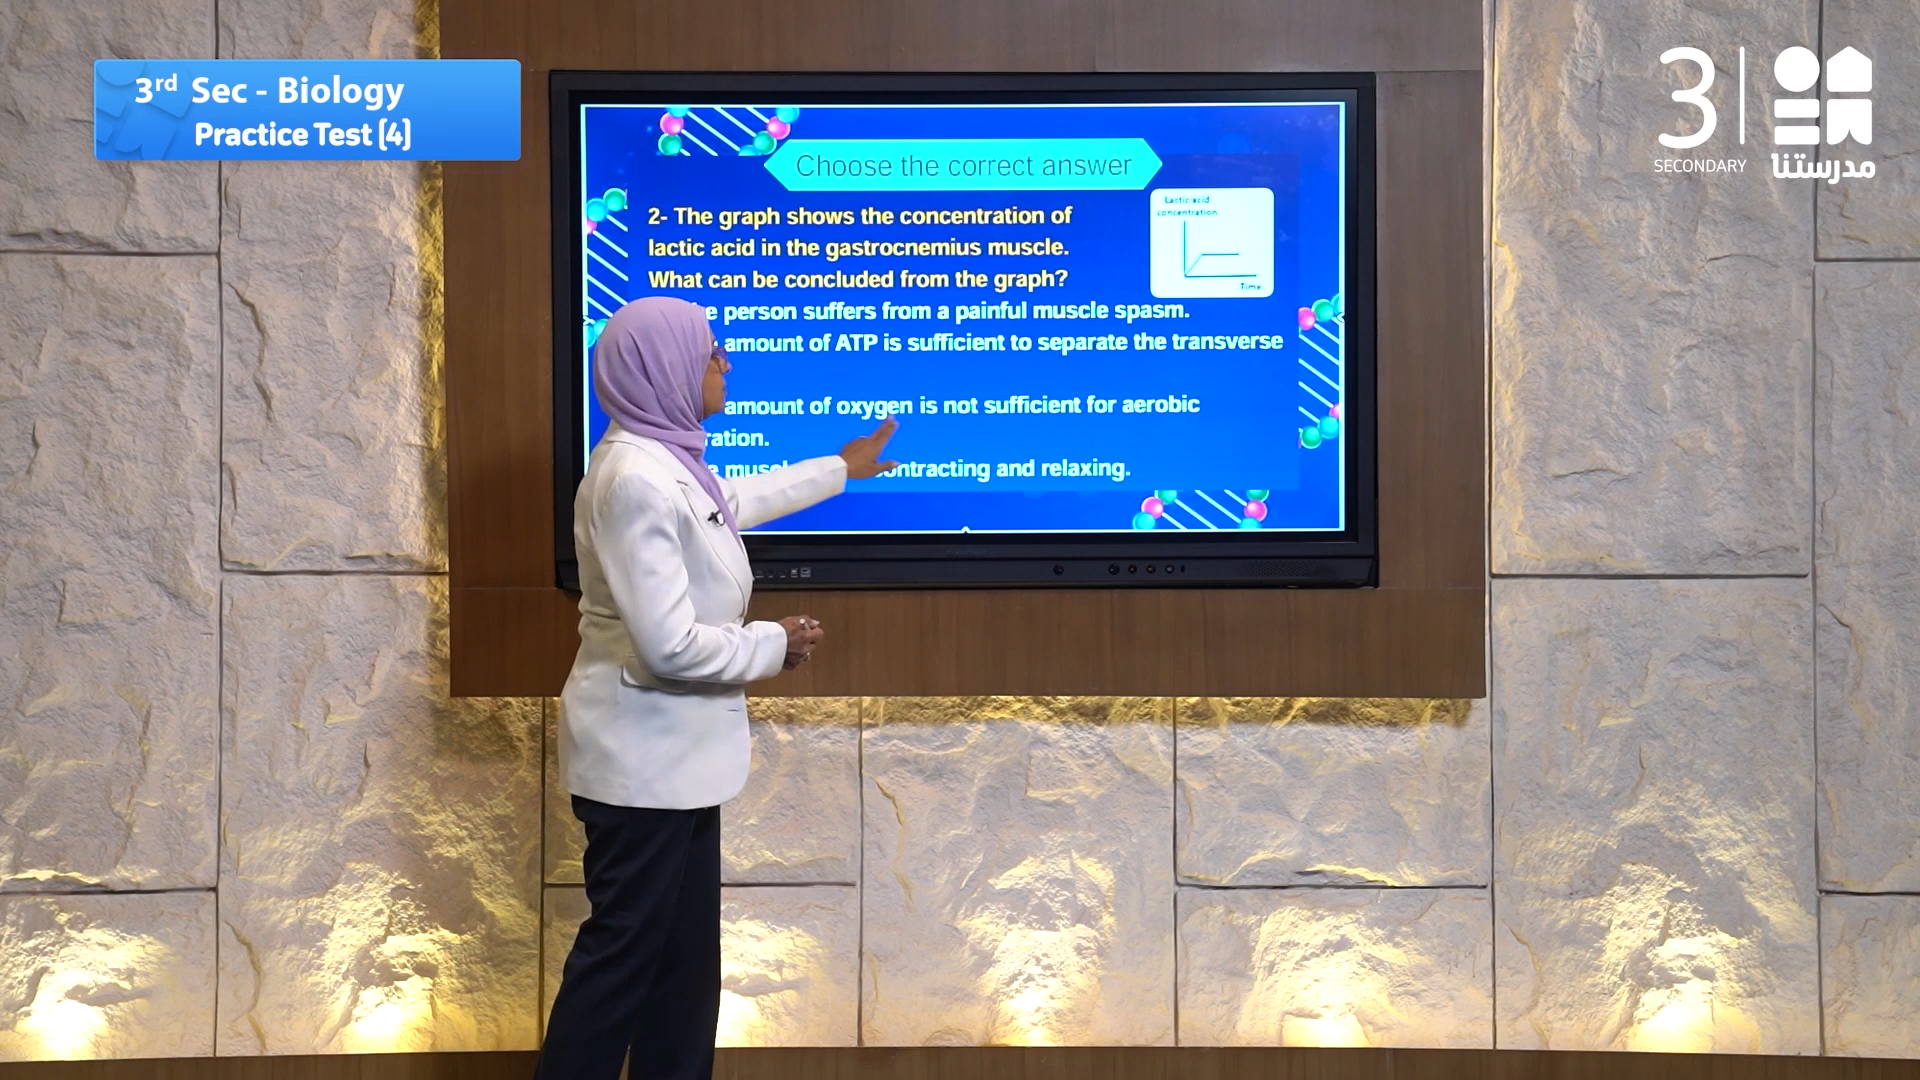 3rd Sec - Biology
Practice Test (4)
3
SECONDARY
مدرستنا
Choose the correct answer
2- The graph shows the concentration of
lactic acid in the gastrocnemius muscle.
What can be concluded from the graph?
Lactic acid
concentration
Time
person suffers from a painful muscle spasm.
amount of ATP is sufficient to separate the transverse
amount of oxygen is not sufficient for aerobic
ration.
contracting and relaxing.